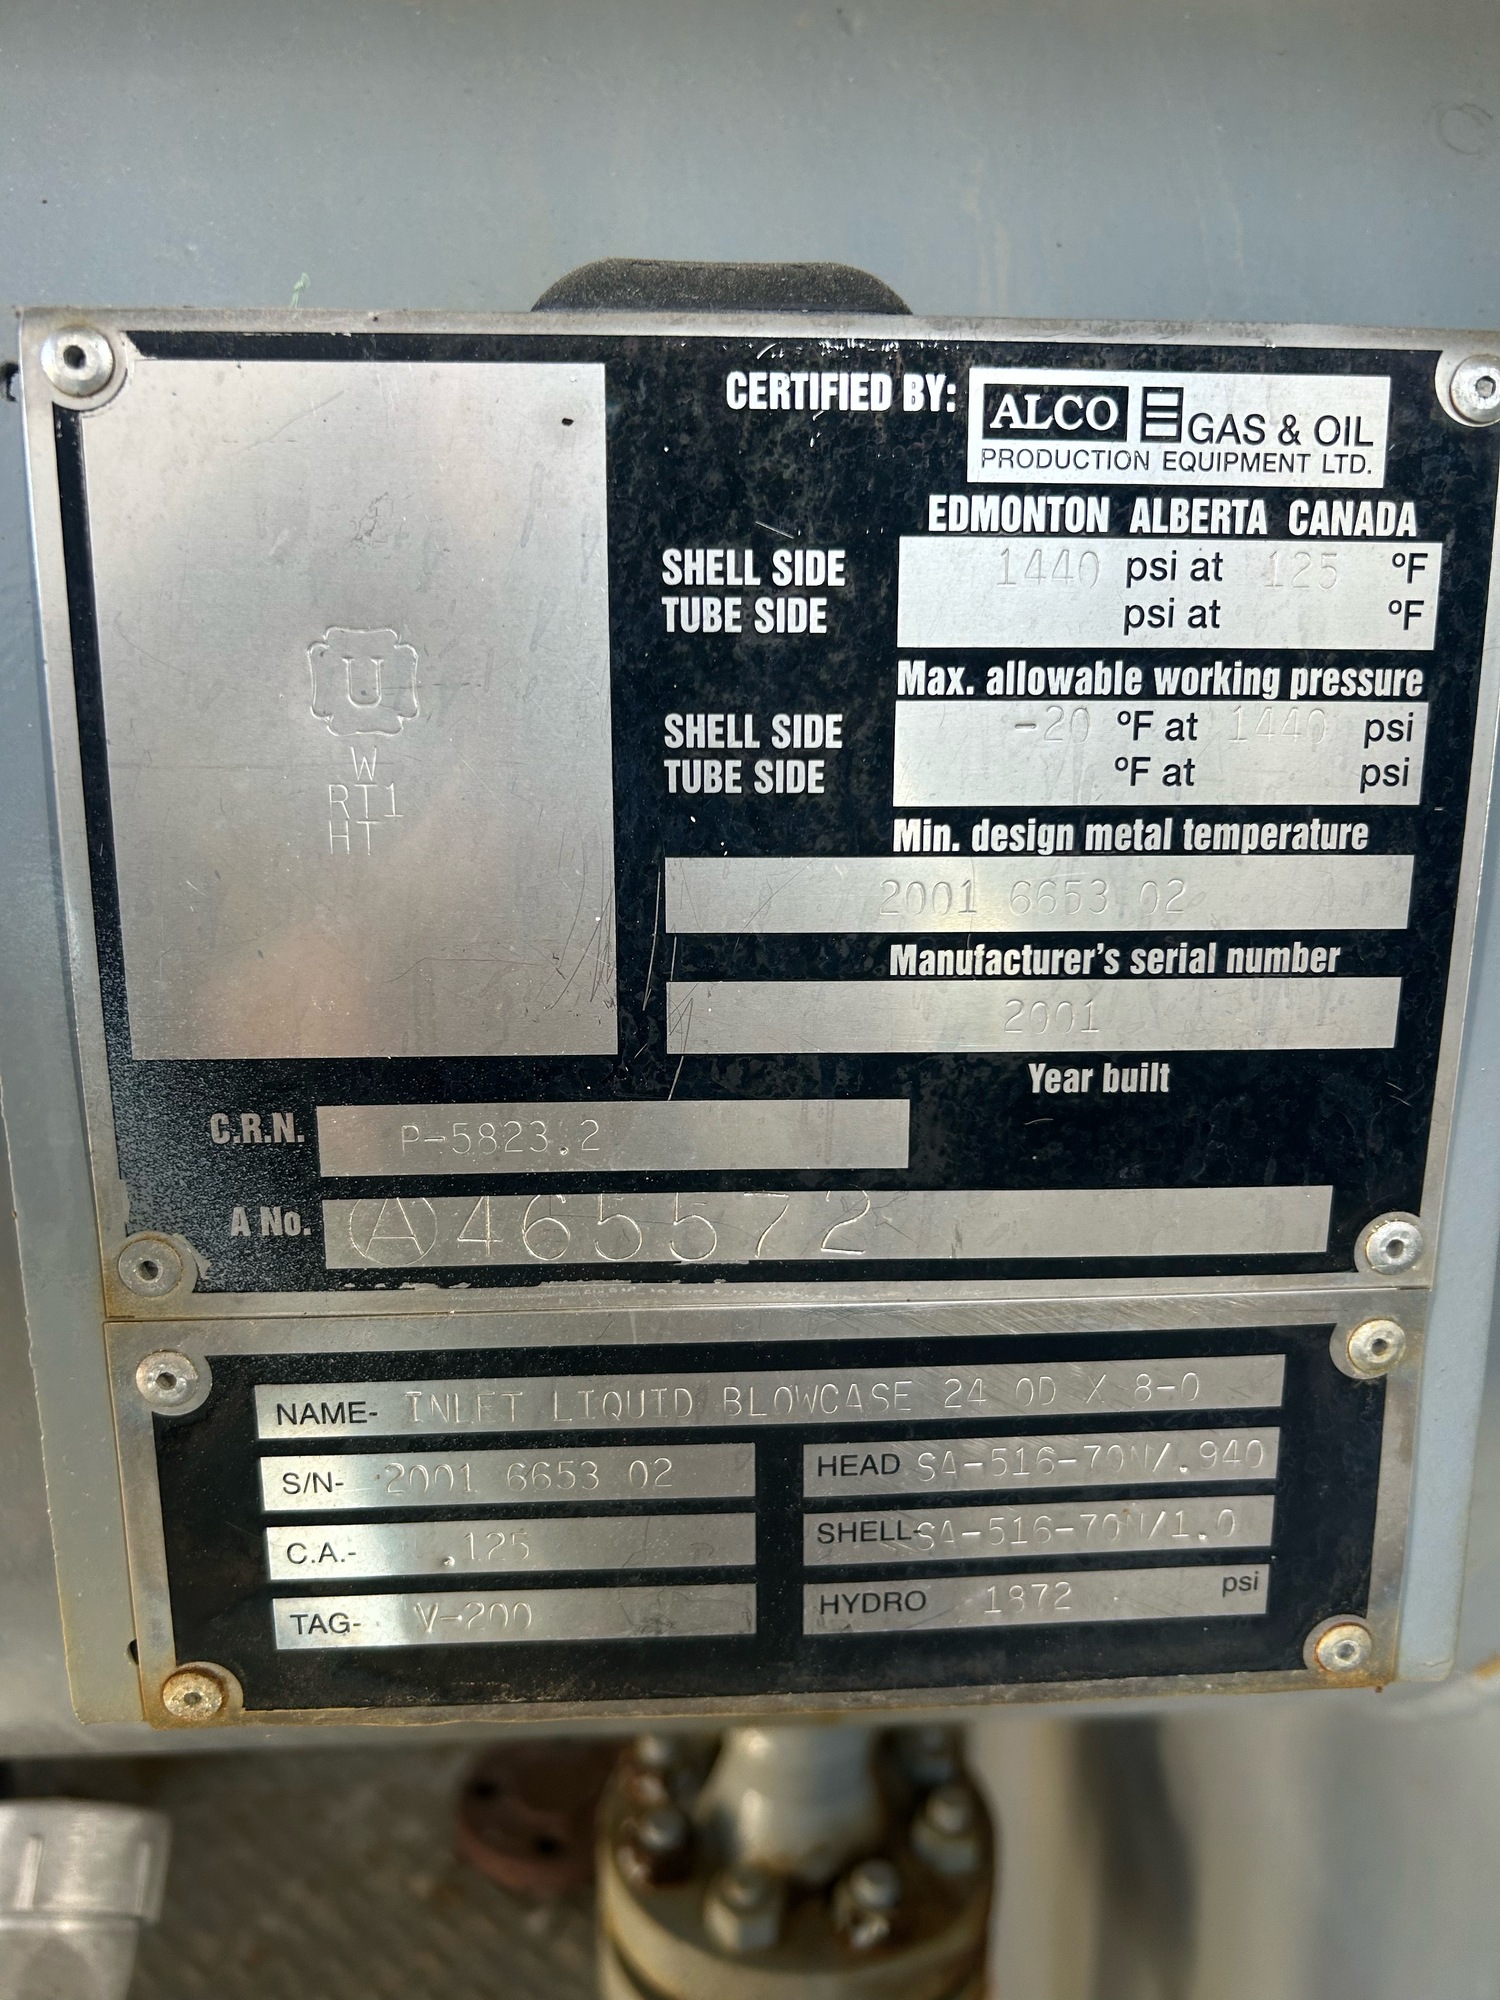 CERTIFIED BY: ALCO GAS & OIL
PRODUCTION EQUIPMENT LTD.
EDMONTON ALBERTA CANADA
SHELL SIDE 1440 psi at 125 ºF
TUBE SIDE psi at ºF
Max. allowable working pressure
SHELL SIDE -20 ºF at 1440 psi
TUBE SIDE ºF at psi
Min. design metal temperature
U
W
RT1
HT
2001 6653 02
Manufacturer's serial number
2001
Year built
C.R.N. P-5823.2
A No. A 465572
NAME- INLET LIQUID BLOWCASE 24 OD X 8-0
S/N- 2001 6653 02
HEAD SA-516-70N/.940
C.A.- .125
SHELL- SA-516-70N/1.0
TAG- V-200
HYDRO 1872 psi